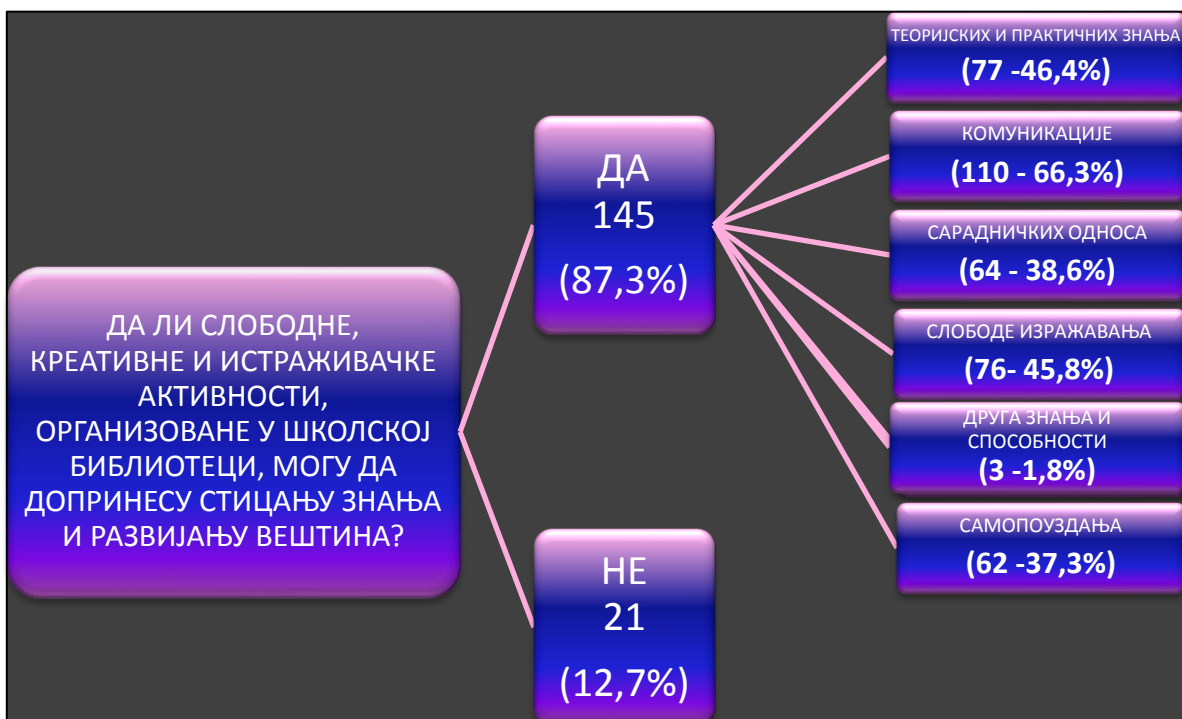 ДА ЛИ СЛОБОДНЕ,
КРЕАТИВНЕ И ИСТРАЖИВАЧКЕ
АКТИВНОСТИ,
ОРГАНИЗОВАНЕ У ШКОЛСКОЈ
БИБЛИОТЕЦИ, МОГУ ДА
ДОПРИНЕСУ СТИЦАЊУ ЗНАЊА
И РАЗВИЈАЊУ ВЕШТИНА?
ДА
145
(87,3%)
ТЕОРИЈСКИХ И ПРАКТИЧНИХ ЗНАЊА
(77 -46,4%)
КОМУНИКАЦИЈЕ
(110 - 66,3%)
САРАДНИЧКИХ ОДНОСА
(64 - 38,6%)
СЛОБОДЕ ИЗРАЖАВАЊА
(76- 45,8%)
ДРУГА ЗНАЊА И
СПОСОБНОСТИ
(3 -1,8%)
САМОПОУЗДАЊА
(62 -37,3%)
НЕ
21
(12,7%)